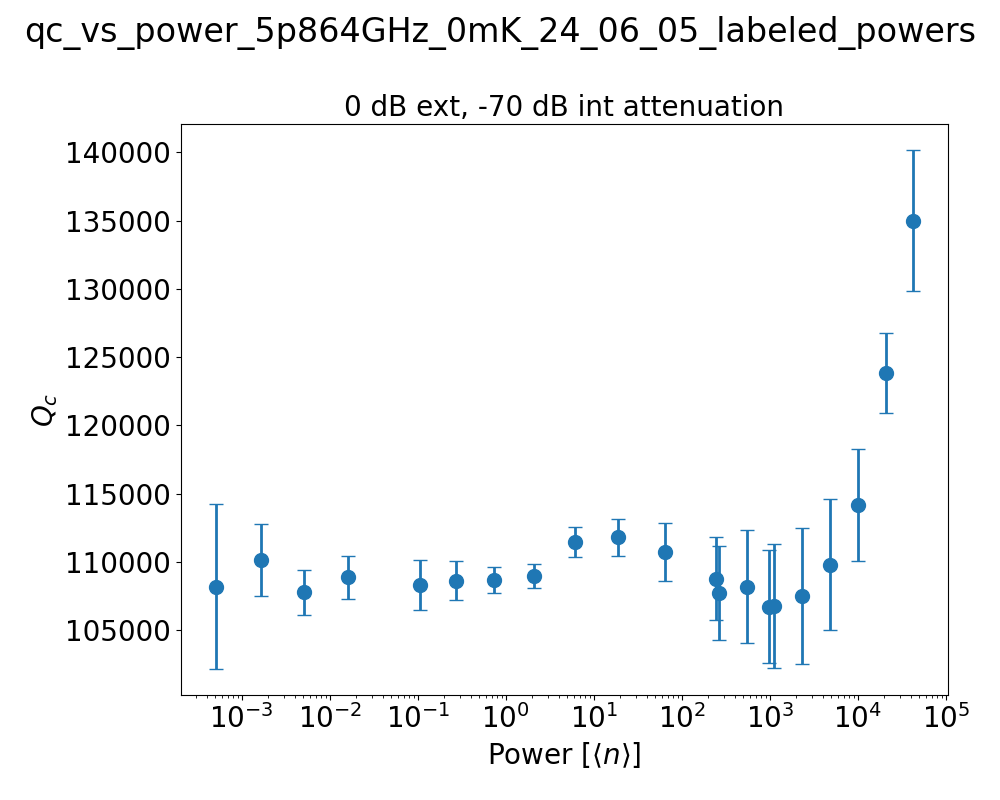 qc_vs_power_5p864GHz_0mK_24_06_05_labeled_powers
0 dB ext, -70 dB int attenuation
140000
135000
130000
125000
120000
115000
110000
105000
Q_c
10^{-3} 10^{-2} 10^{-1} 10^{0} 10^{1} 10^{2} 10^{3} 10^{4} 10^{5}
Power [⟨n⟩]